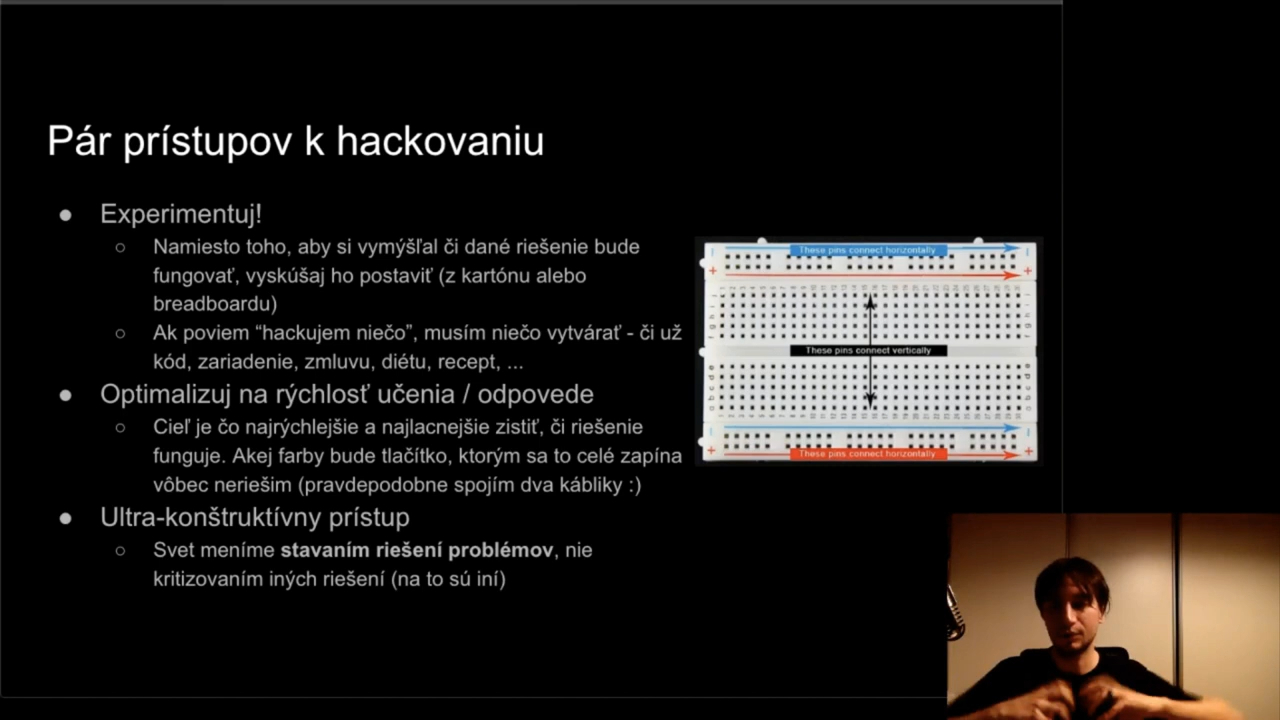 Pár prístupov k hackovaniu
● Experimentuj!
○ Namiesto toho, aby si vymýšľal či dané riešenie bude
fungovať, vyskúšaj ho postaviť (z kartónu alebo
breadboardu)
○ Ak poviem “hackujem niečo”, musím niečo vytvárať - či už
kód, zariadenie, zmluvu, diétu, recept, ...
● Optimalizuj na rýchlosť učenia / odpovede
○ Cieľ je čo najrýchlejšie a najlacnejšie zistiť, či riešenie
funguje. Akej farby bude tlačítko, ktorým sa to celé zapína
vôbec neriešim (pravdepodobne spojím dva kábliky :)
● Ultra-konštruktívny prístup
○ Svet meníme stavaním riešení problémov, nie
kritizovaním iných riešení (na to sú iní)
These pins connect horizontally
These pins connect vertically
These pins connect horizontally